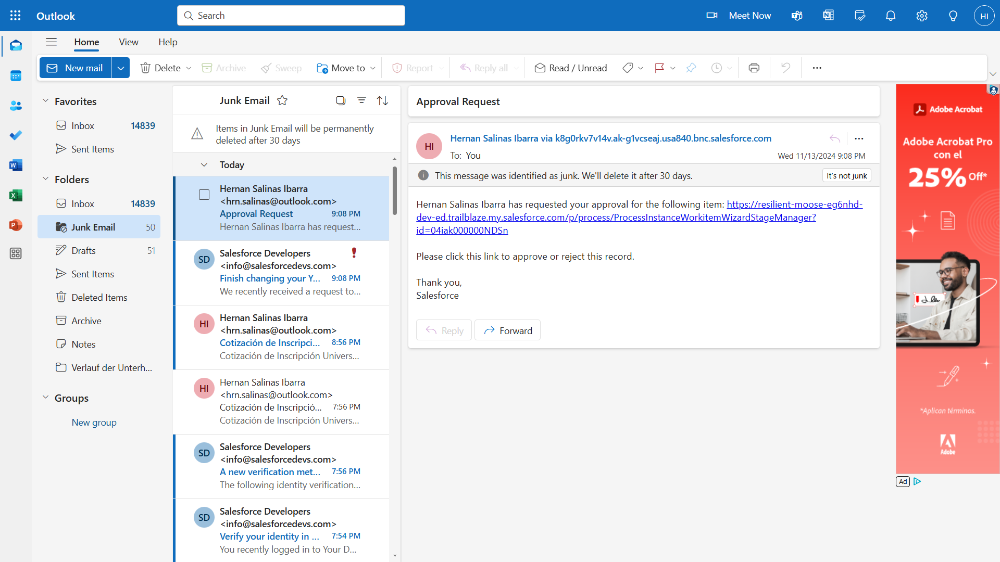 Outlook
Search
Meet Now
HI
Home
View
Help
New mail
Delete
Archive
Sweep
Move to
Report
Reply all
Read / Unread
Favorites
Inbox 14839
Sent Items
Folders
Inbox 14839
Junk Email 50
Drafts 51
Sent Items
Deleted Items
Archive
Notes
Verlauf der Unterh...
Groups
New group
Junk Email
Items in Junk Email will be permanently
deleted after 30 days
Today
Hernan Salinas Ibarra
<hrn.salinas@outlook.com>
Approval Request 9:08 PM
Hernan Salinas Ibarra has request...
SD
Salesforce Developers
<info@salesforcedevs.com>
Finish changing your Y... 9:08 PM
We recently received a request to...
HI
Hernan Salinas Ibarra
<hrn.salinas@outlook.com>
Cotización de Inscripci... 8:56 PM
Cotización de Inscripción Univers...
HI
Hernan Salinas Ibarra
<hrn.salinas@outlook.com>
Cotización de Inscripció... 7:56 PM
Cotización de Inscripción Univers...
SD
Salesforce Developers
<info@salesforcedevs.com>
A new verification met... 7:56 PM
The following identity verification...
SD
Salesforce Developers
<info@salesforcedevs.com>
Verify your identity in ... 7:54 PM
You recently logged in to Your D...
Approval Request
HI
Hernan Salinas Ibarra via k8g0rkv7v14v.ak-g1vcseaj.usa840.bnc.salesforce.com
To: You
Wed 11/13/2024 9:08 PM
This message was identified as junk. We'll delete it after 30 days.
It's not junk
Hernan Salinas Ibarra has requested your approval for the following item: https://resilient-moose-eg6nhd-
dev-ed.trailblaze.my.salesforce.com/p/process/ProcessInstanceWorkitemWizardStageManager?
id=04iak000000NDSn
Please click this link to approve or reject this record.
Thank you,
Salesforce
Reply
Forward
Adobe Acrobat
Adobe Acrobat Pro
con el
25% Off*
*Aplican términos.
Adobe
Ad